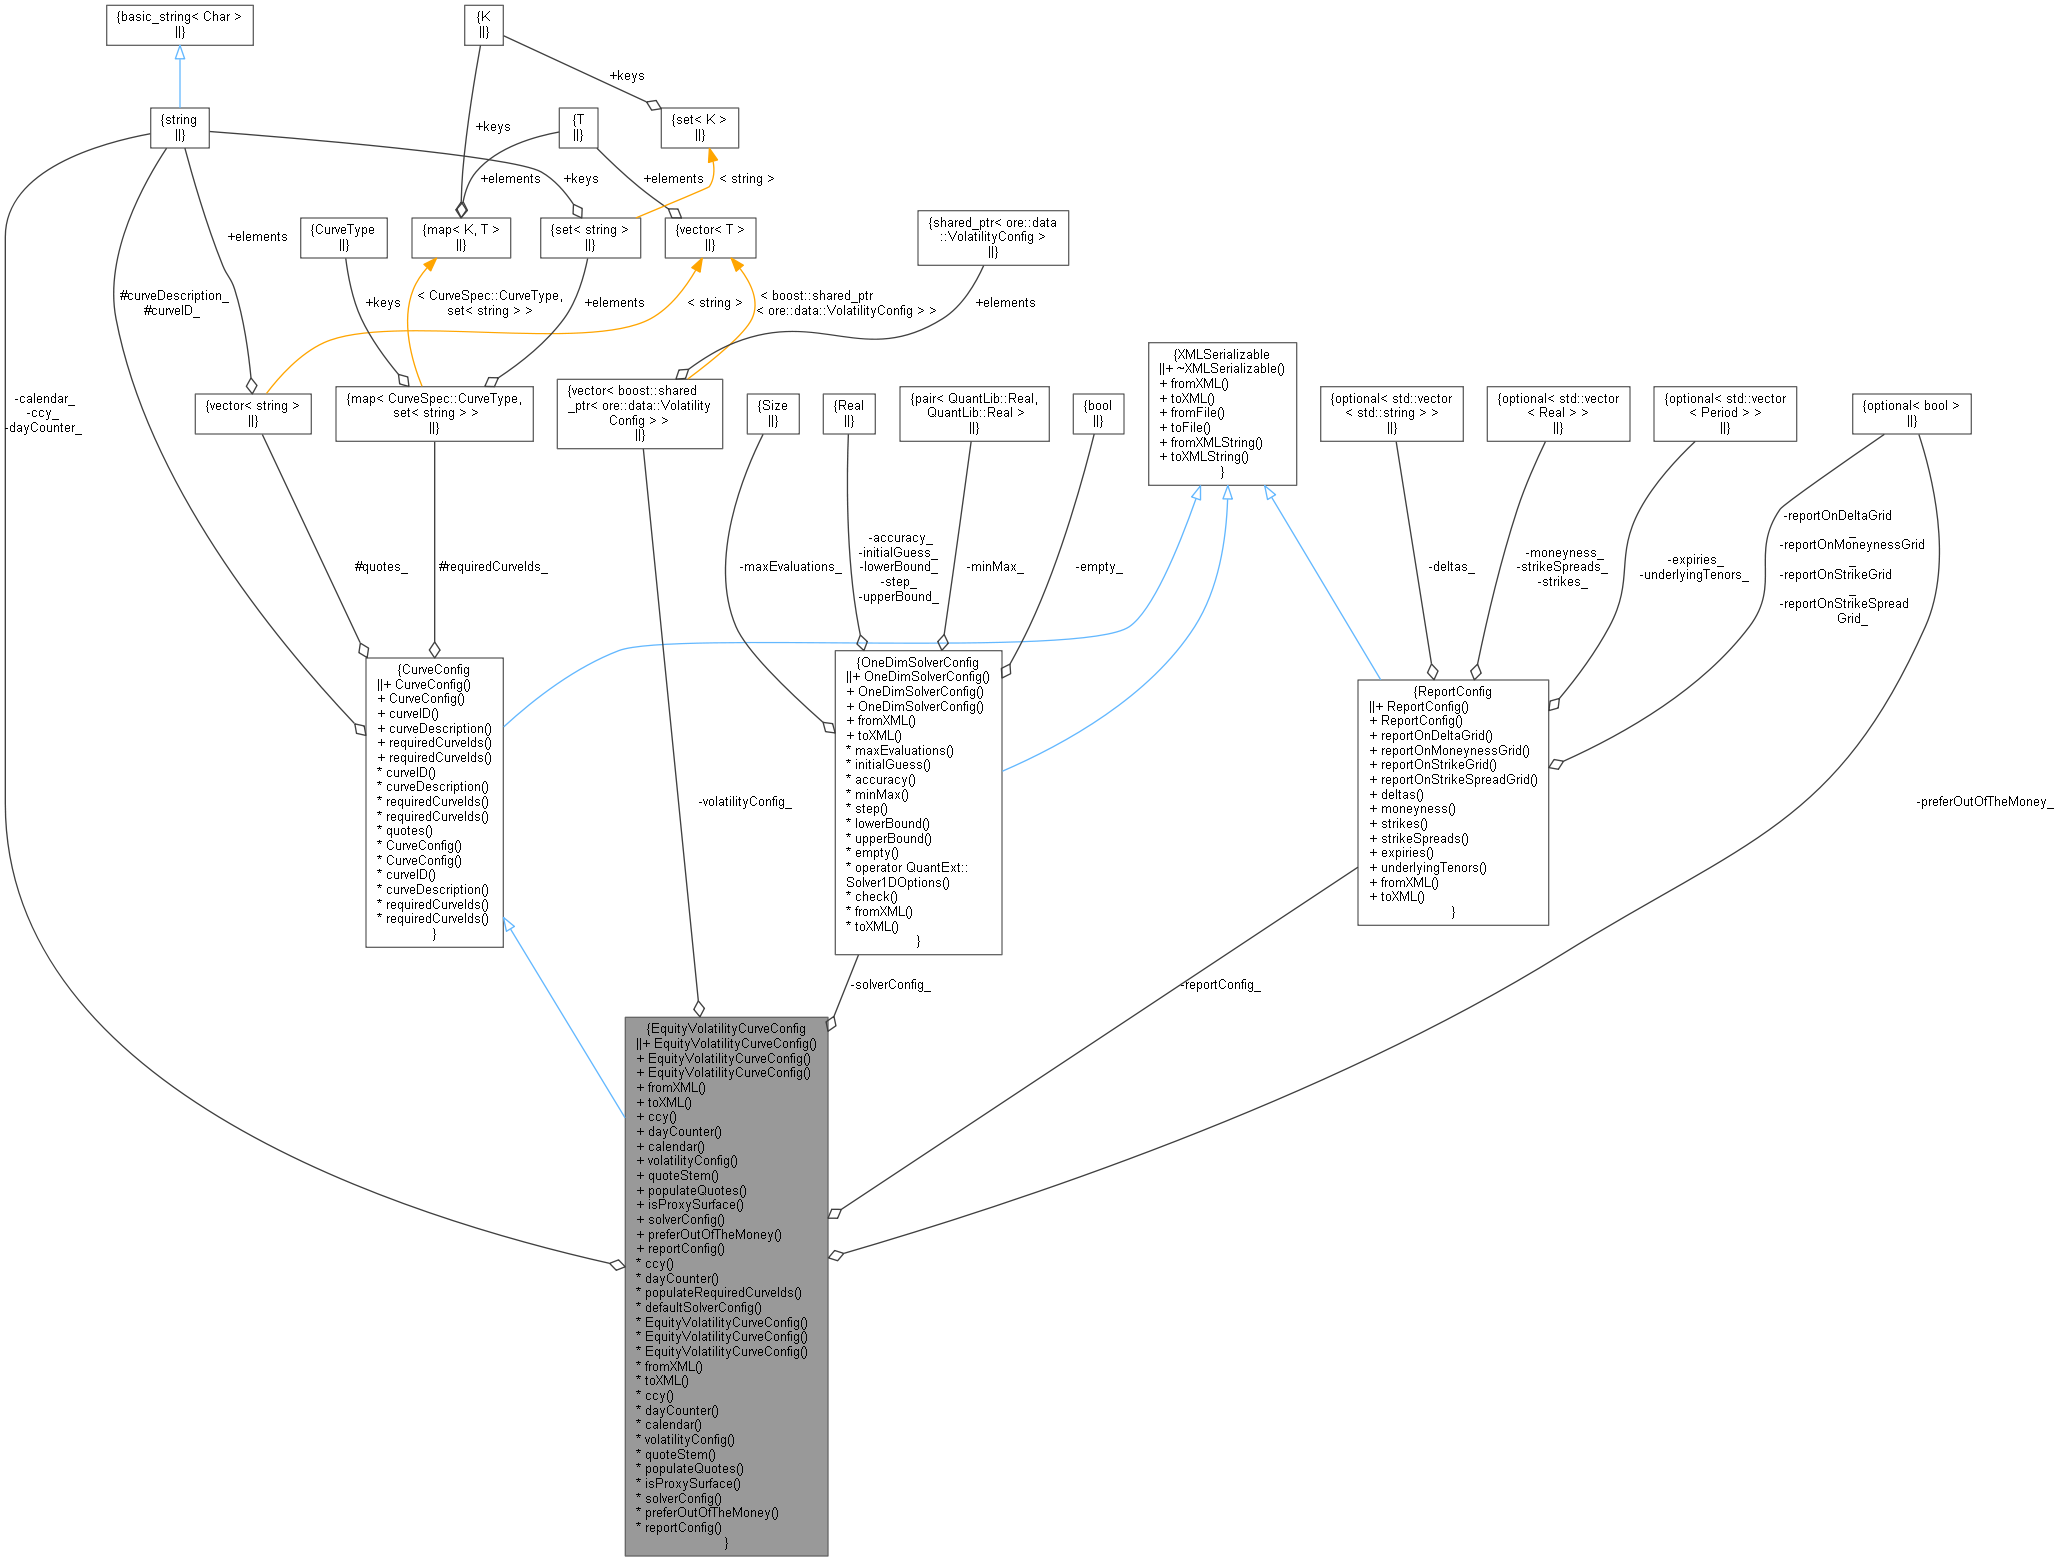 {basic_string< Char >
||}
{K
||}
+keys
{string
||}
{T
||}
{set< K >
||}
+keys
+elements
+keys
+elements
< string >
{CurveType
||}
{map< K, T >
||}
{set< string >
||}
{vector< T >
||}
{shared_ptr< ore::data
::VolatilityConfig >
||}
+elements
#curveDescription_
#curveID_
+keys
< CurveSpec::CurveType,
set< string > >
+elements
< string >
< boost::shared_ptr
< ore::data::VolatilityConfig > >
+elements
{XMLSerializable
||+ ~XMLSerializable()
+ fromXML()
+ toXML()
+ fromFile()
+ toFile()
+ fromXMLString()
+ toXMLString()
}
-calendar_
-ccy_
-dayCounter_
{vector< string >
||}
{map< CurveSpec::CurveType,
set< string > >
||}
{vector< boost::shared
_ptr< ore::data::Volatility
Config > >
||}
{Size
||}
{Real
||}
{pair< QuantLib::Real,
QuantLib::Real >
||}
{bool
||}
{optional< std::vector
< std::string > >
||}
{optional< std::vector
< Real > >
||}
{optional< std::vector
< Period > >
||}
{optional< bool >
||}
#quotes_
#requiredCurveIds_
-maxEvaluations_
-accuracy_
-initialGuess_
-lowerBound_
-step_
-upperBound_
-minMax_
-empty_
-deltas_
-moneyness_
-strikeSpreads_
-strikes_
-expiries_
-underlyingTenors_
-reportOnDeltaGrid
_
-reportOnMoneynessGrid
_
-reportOnStrikeGrid
_
-reportOnStrikeSpread
Grid_
{CurveConfig
||+ CurveConfig()
+ CurveConfig()
+ curveID()
+ curveDescription()
+ requiredCurveIds()
+ requiredCurveIds()
* curveID()
* curveDescription()
* requiredCurveIds()
* requiredCurveIds()
* quotes()
* CurveConfig()
* CurveConfig()
* curveID()
* curveDescription()
* requiredCurveIds()
* requiredCurveIds()
}
{OneDimSolverConfig
||+ OneDimSolverConfig()
+ OneDimSolverConfig()
+ OneDimSolverConfig()
+ fromXML()
+ toXML()
* maxEvaluations()
* initialGuess()
* accuracy()
* minMax()
* step()
* lowerBound()
* upperBound()
* empty()
* operator QuantExt::
Solver1DOptions()
* check()
* fromXML()
* toXML()
}
{ReportConfig
||+ ReportConfig()
+ ReportConfig()
+ reportOnDeltaGrid()
+ reportOnMoneynessGrid()
+ reportOnStrikeGrid()
+ reportOnStrikeSpreadGrid()
+ deltas()
+ moneyness()
+ strikes()
+ strikeSpreads()
+ expiries()
+ underlyingTenors()
+ fromXML()
+ toXML()
}
-volatilityConfig_
-preferOutOfTheMoney_
-solverConfig_
-reportConfig_
{EquityVolatilityCurveConfig
||+ EquityVolatilityCurveConfig()
+ EquityVolatilityCurveConfig()
+ EquityVolatilityCurveConfig()
+ fromXML()
+ toXML()
+ ccy()
+ dayCounter()
+ calendar()
+ volatilityConfig()
+ quoteStem()
+ populateQuotes()
+ isProxySurface()
+ solverConfig()
+ preferOutOfTheMoney()
+ reportConfig()
* ccy()
* dayCounter()
* populateRequiredCurveIds()
* defaultSolverConfig()
* EquityVolatilityCurveConfig()
* EquityVolatilityCurveConfig()
* EquityVolatilityCurveConfig()
* fromXML()
* toXML()
* ccy()
* dayCounter()
* calendar()
* volatilityConfig()
* quoteStem()
* populateQuotes()
* isProxySurface()
* solverConfig()
* preferOutOfTheMoney()
* reportConfig()
}